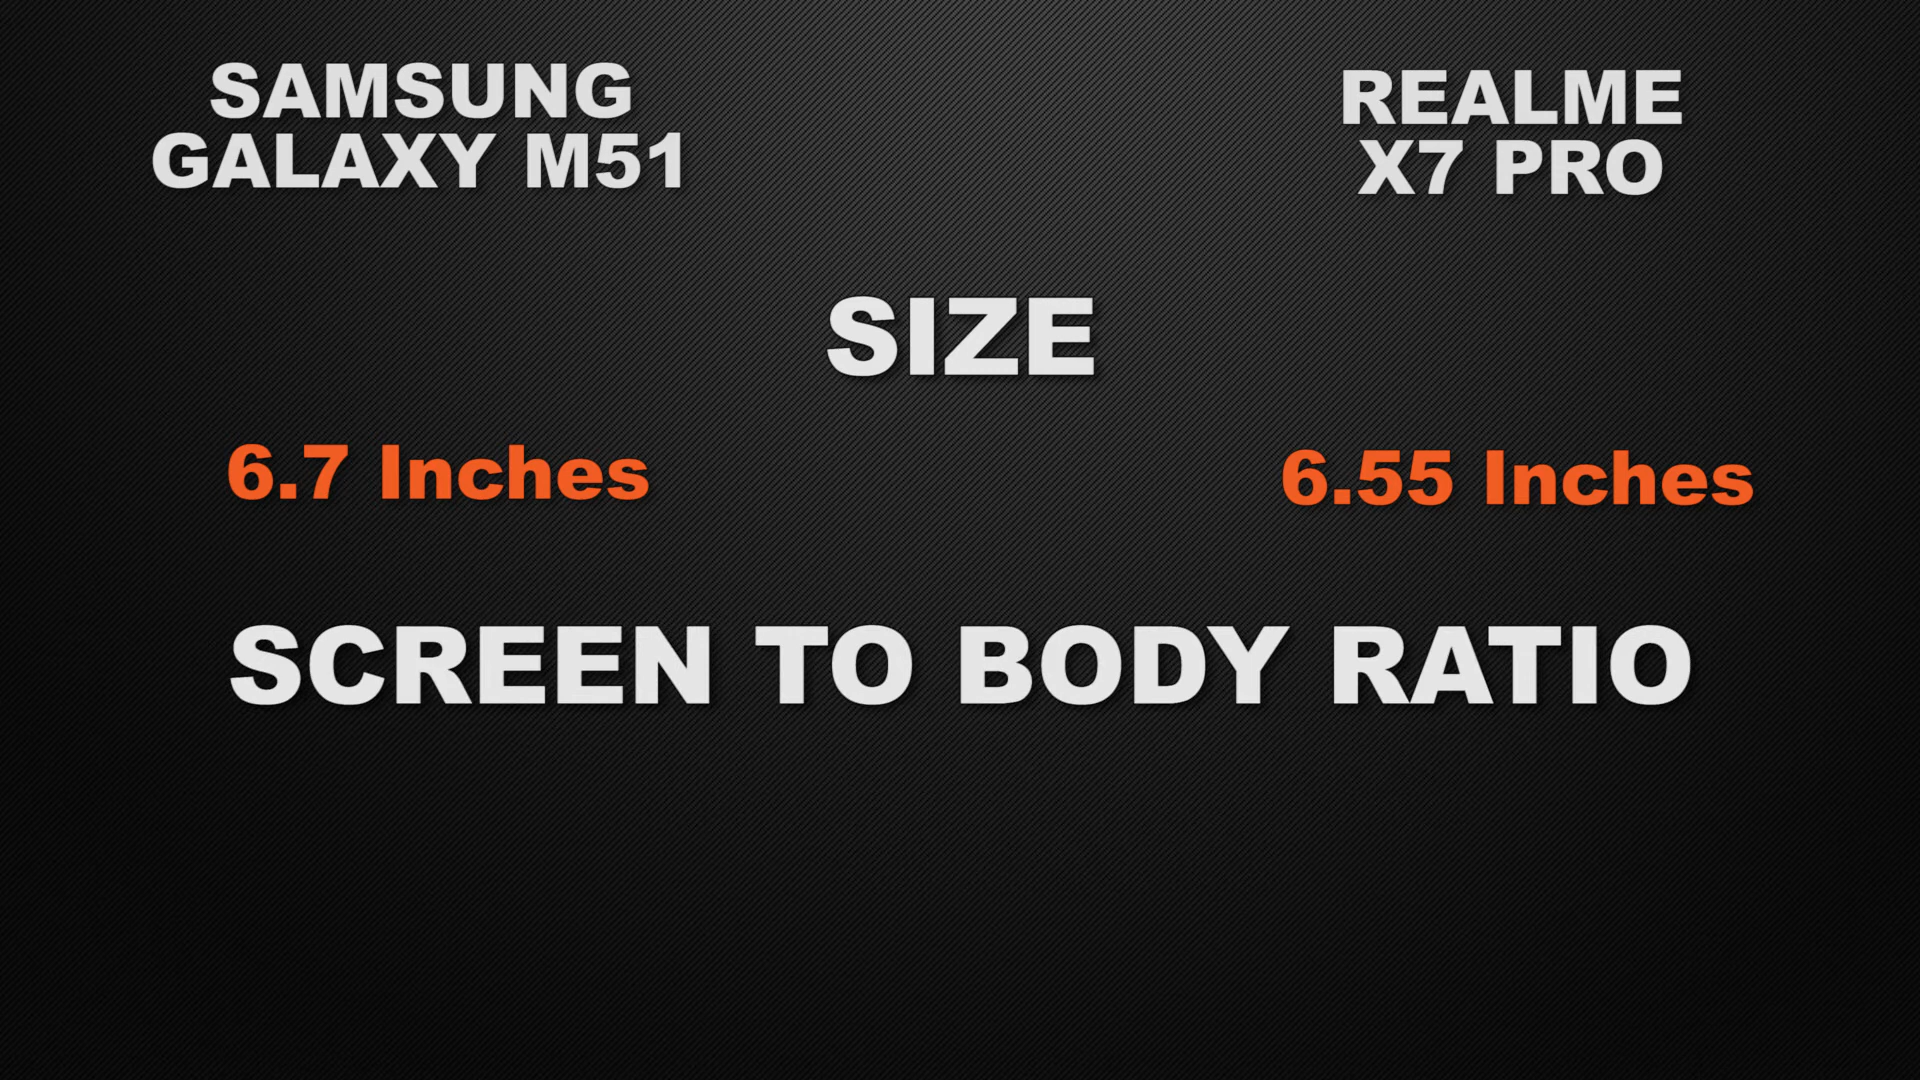 SAMSUNG
GALAXY M51
REALME
X7 PRO
SIZE
6.7 Inches
6.55 Inches
SCREEN TO BODY RATIO